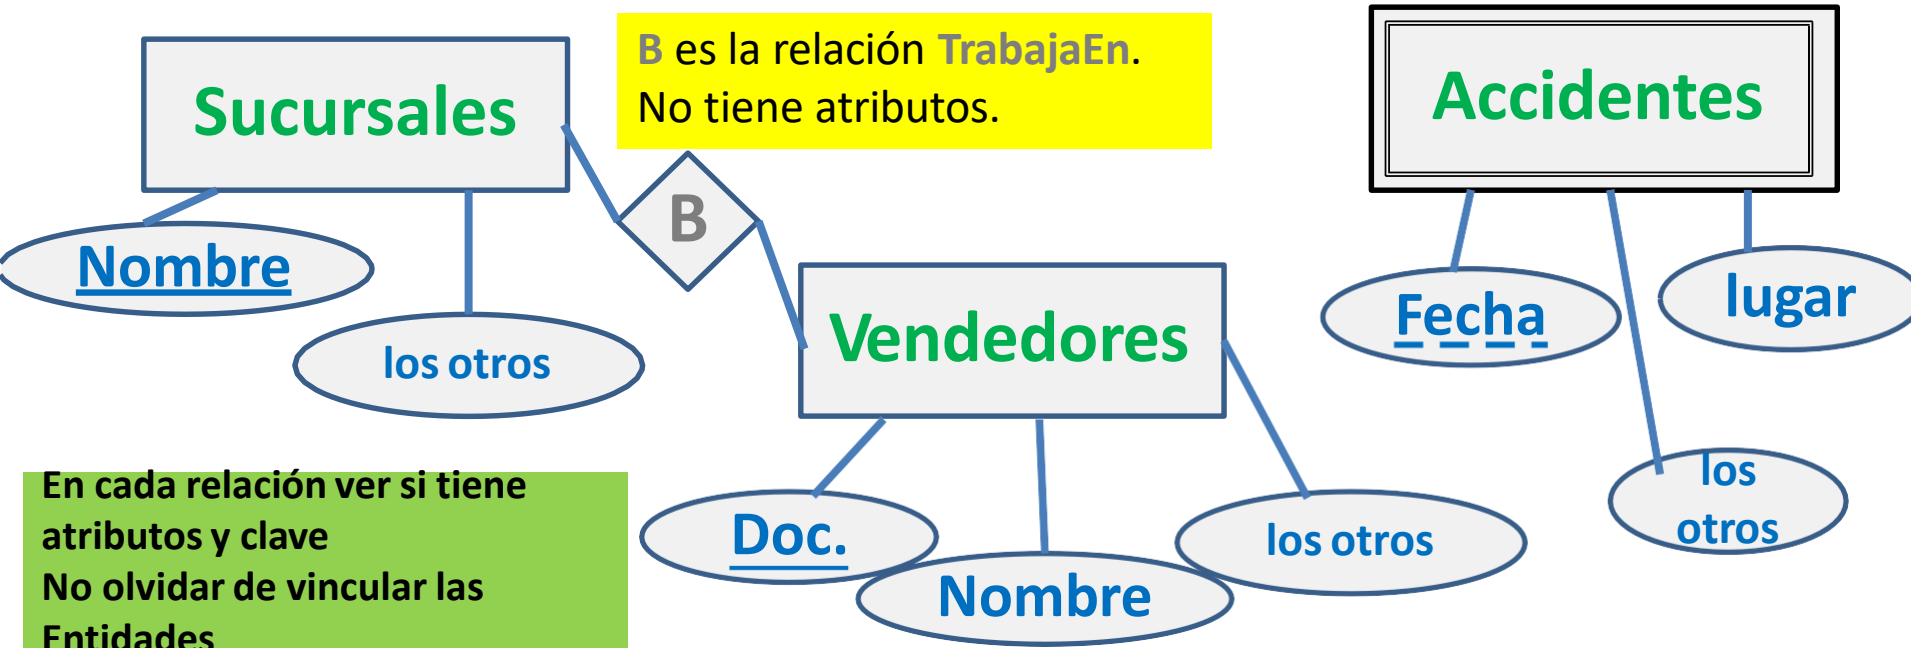 Sucursales
B es la relación TrabajaEn.
No tiene atributos.
Accidentes
B
Nombre
los otros
Vendedores
Fecha
lugar
Doc.
Nombre
los otros
los
otros
En cada relación ver si tiene
atributos y clave
No olvidar de vincular las
Entidades